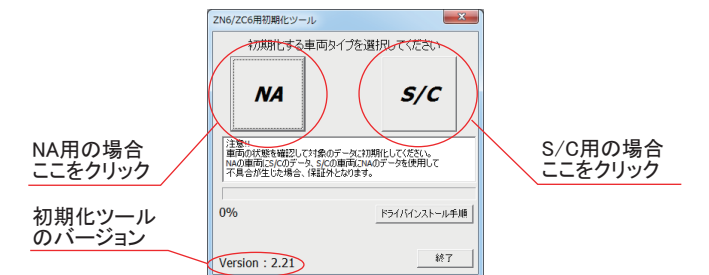 ZN6/ZC6用初期化ツール
初期化する車両タイプを選択してください
NA
S/C
NA用の場合
ここをクリック
S/C用の場合
ここをクリック
注意!!
車両の状態を確認して対象のデータに初期化してください。
NAの車両にS/Cのデータ、S/Cの車両にNAのデータを使用して
不具合が生じた場合、保証外となります。
初期化ツール
のバージョン
0%
ドライバインストール手順
Version : 2.21
終了